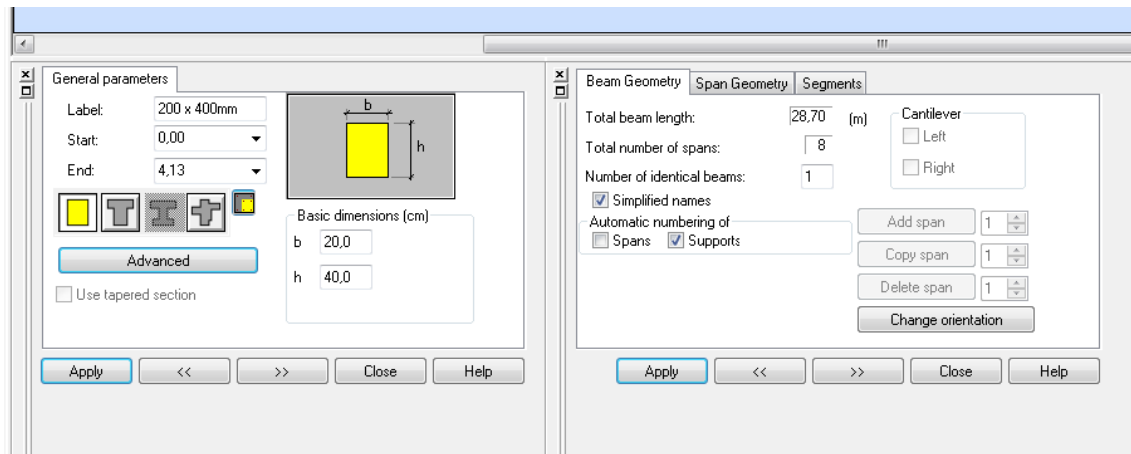 General parameters
Label: 200 x 400mm
Start: 0,00
End: 4,13
b
h
Basic dimensions (cm)
b 20,0
h 40,0
Advanced
Use tapered section
Apply << >> Close Help
Beam Geometry Span Geometry Segments
Total beam length: 28,70 (m)
Total number of spans: 8
Number of identical beams: 1
Simplified names
Automatic numbering of
Spans Supports
Cantilever
Left
Right
Add span 1
Copy span 1
Delete span 1
Change orientation
Apply << >> Close Help